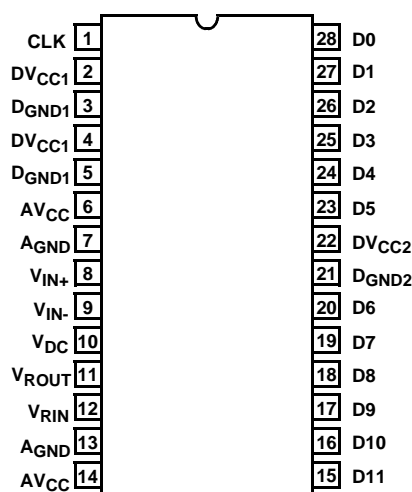 CLK 1 28 D0
DVCC1 2 27 D1
DGND1 3 26 D2
DVCC1 4 25 D3
DGND1 5 24 D4
AVCC 6 23 D5
AGND 7 22 DVCC2
VIN+ 8 21 DGND2
VIN- 9 20 D6
VDC 10 19 D7
VROUT 11 18 D8
VRIN 12 17 D9
AGND 13 16 D10
AVCC 14 15 D11